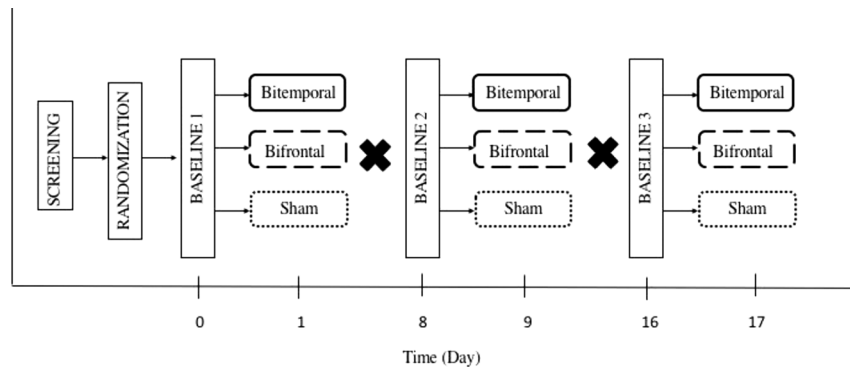 SCREENING
RANDOMIZATION
BASELINE 1
Bitemporal
Bifrontal
Sham
BASELINE 2
Bitemporal
Bifrontal
Sham
BASELINE 3
Bitemporal
Bifrontal
Sham
0 1 8 9 16 17
Time (Day)